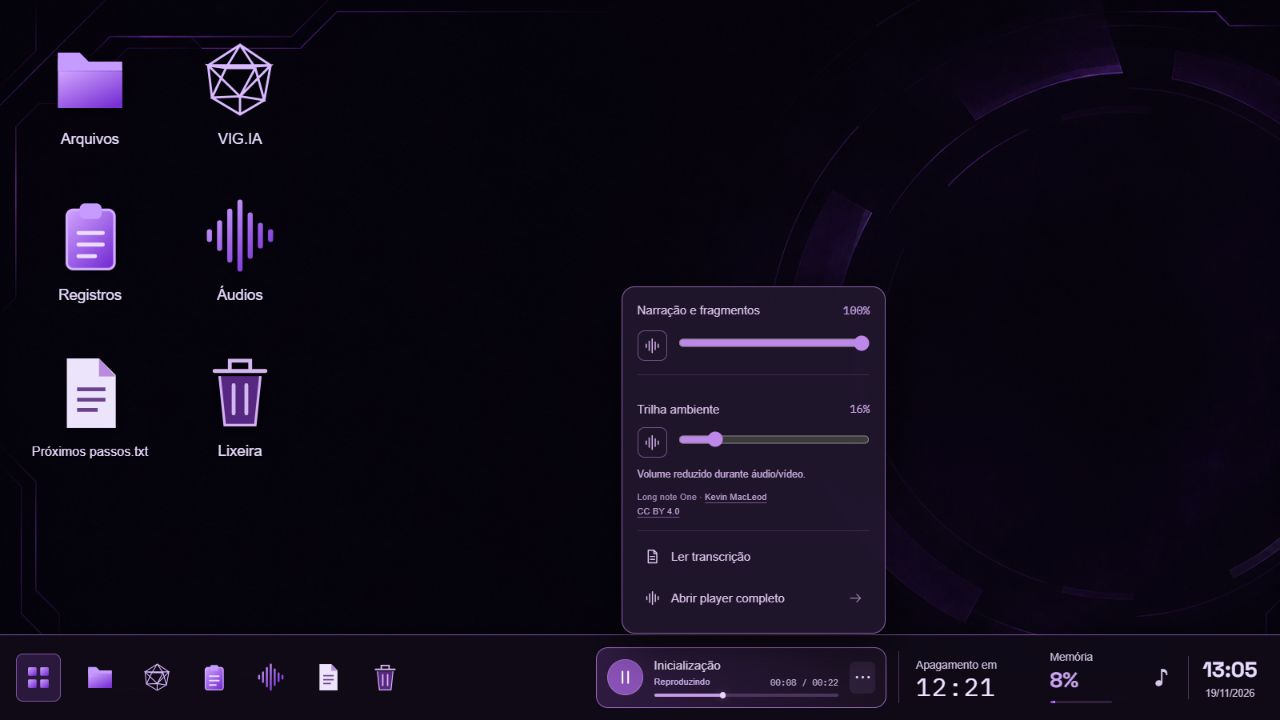 Arquivos
VIG.IA
Registros
Áudios
Próximos passos.txt
Lixeira
Narração e fragmentos 100%
Trilha ambiente 16%
Volume reduzido durante áudio/vídeo.
Long note One · Kevin MacLeod
CC BY 4.0
Ler transcrição
Abrir player completo →
Inicialização
Reproduzindo 00:08 / 00:22
Apagamento em
12:21
Memória
8%
13:05
19/11/2026